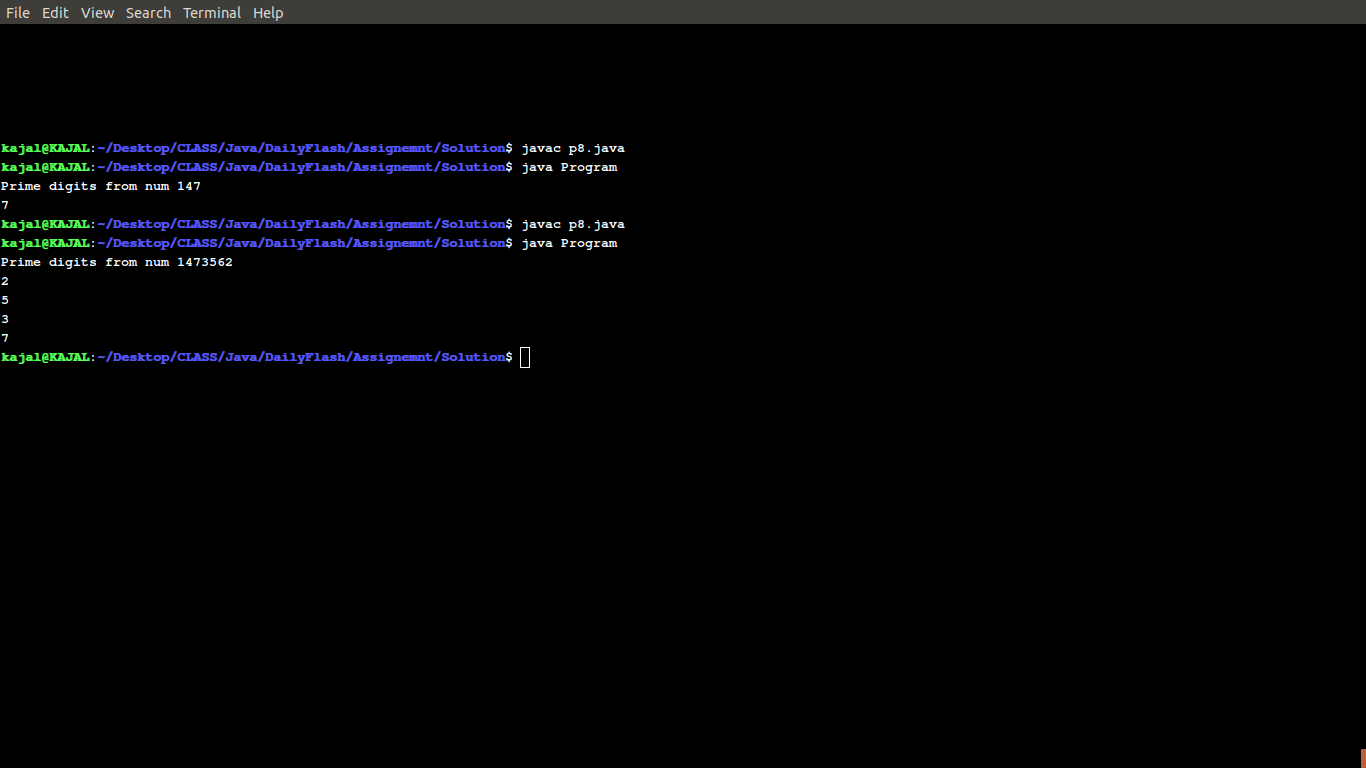 File Edit View Search Terminal Help
kajal@KAJAL:~/Desktop/CLASS/Java/DailyFlash/Assignemnt/Solution$ javac p8.java
kajal@KAJAL:~/Desktop/CLASS/Java/DailyFlash/Assignemnt/Solution$ java Program
Prime digits from num 147
7
kajal@KAJAL:~/Desktop/CLASS/Java/DailyFlash/Assignemnt/Solution$ javac p8.java
kajal@KAJAL:~/Desktop/CLASS/Java/DailyFlash/Assignemnt/Solution$ java Program
Prime digits from num 1473562
2
5
3
7
kajal@KAJAL:~/Desktop/CLASS/Java/DailyFlash/Assignemnt/Solution$